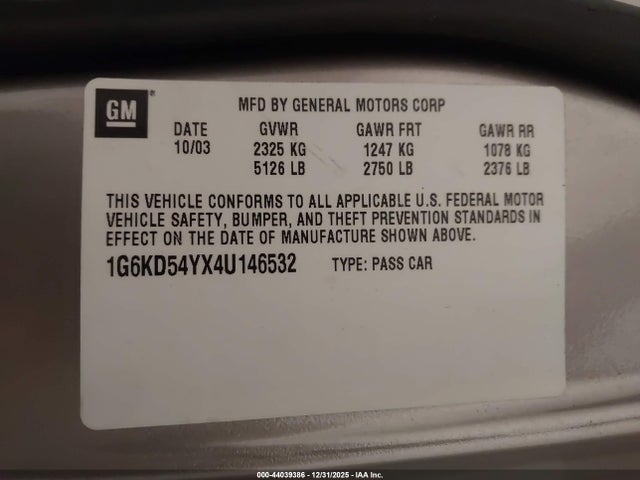 GM®
MFD BY GENERAL MOTORS CORP
DATE GVWR GAWR FRT GAWR RR
10/03 2325 KG 1247 KG 1078 KG
5126 LB 2750 LB 2376 LB
THIS VEHICLE CONFORMS TO ALL APPLICABLE U.S. FEDERAL MOTOR
VEHICLE SAFETY, BUMPER, AND THEFT PREVENTION STANDARDS IN
EFFECT ON THE DATE OF MANUFACTURE SHOWN ABOVE.
1G6KD54YX4U146532 TYPE: PASS CAR
000-44039386 - 12/31/2025 - IAA Inc.